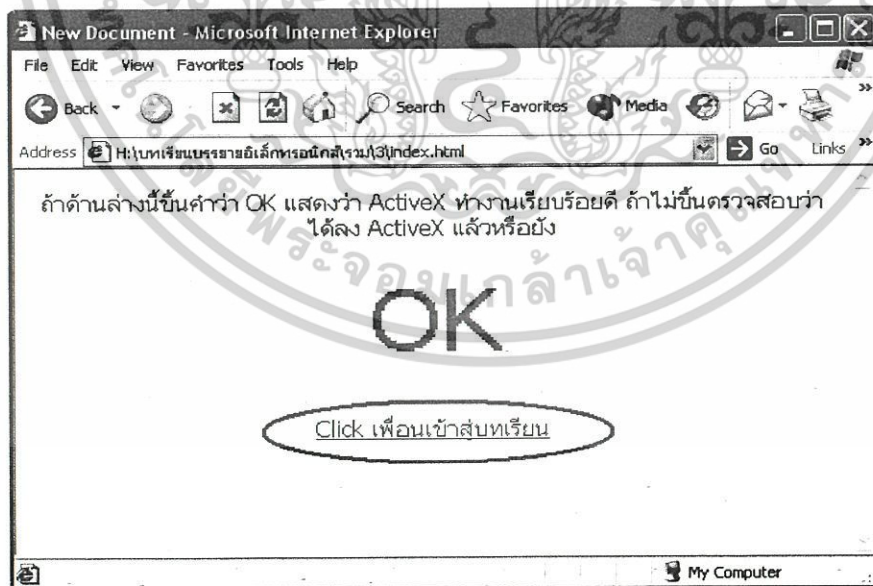 New Document - Microsoft Internet Explorer
File Edit View Favorites Tools Help
Back Search Favorites Media
Address H:\บทเรียนบรรยายอิเล็กทรอนิกส์\รวม\3\index.html Go Links
ถ้าด้านล่างนี้ขึ้นคำว่า OK แสดงว่า ActiveX ทำงานเรียบร้อยดี ถ้าไม่ขึ้นตรวจสอบว่า
ได้ลง ActiveX แล้วหรือยัง
OK
Click เพื่อนเข้าสู่บทเรียน
My Computer